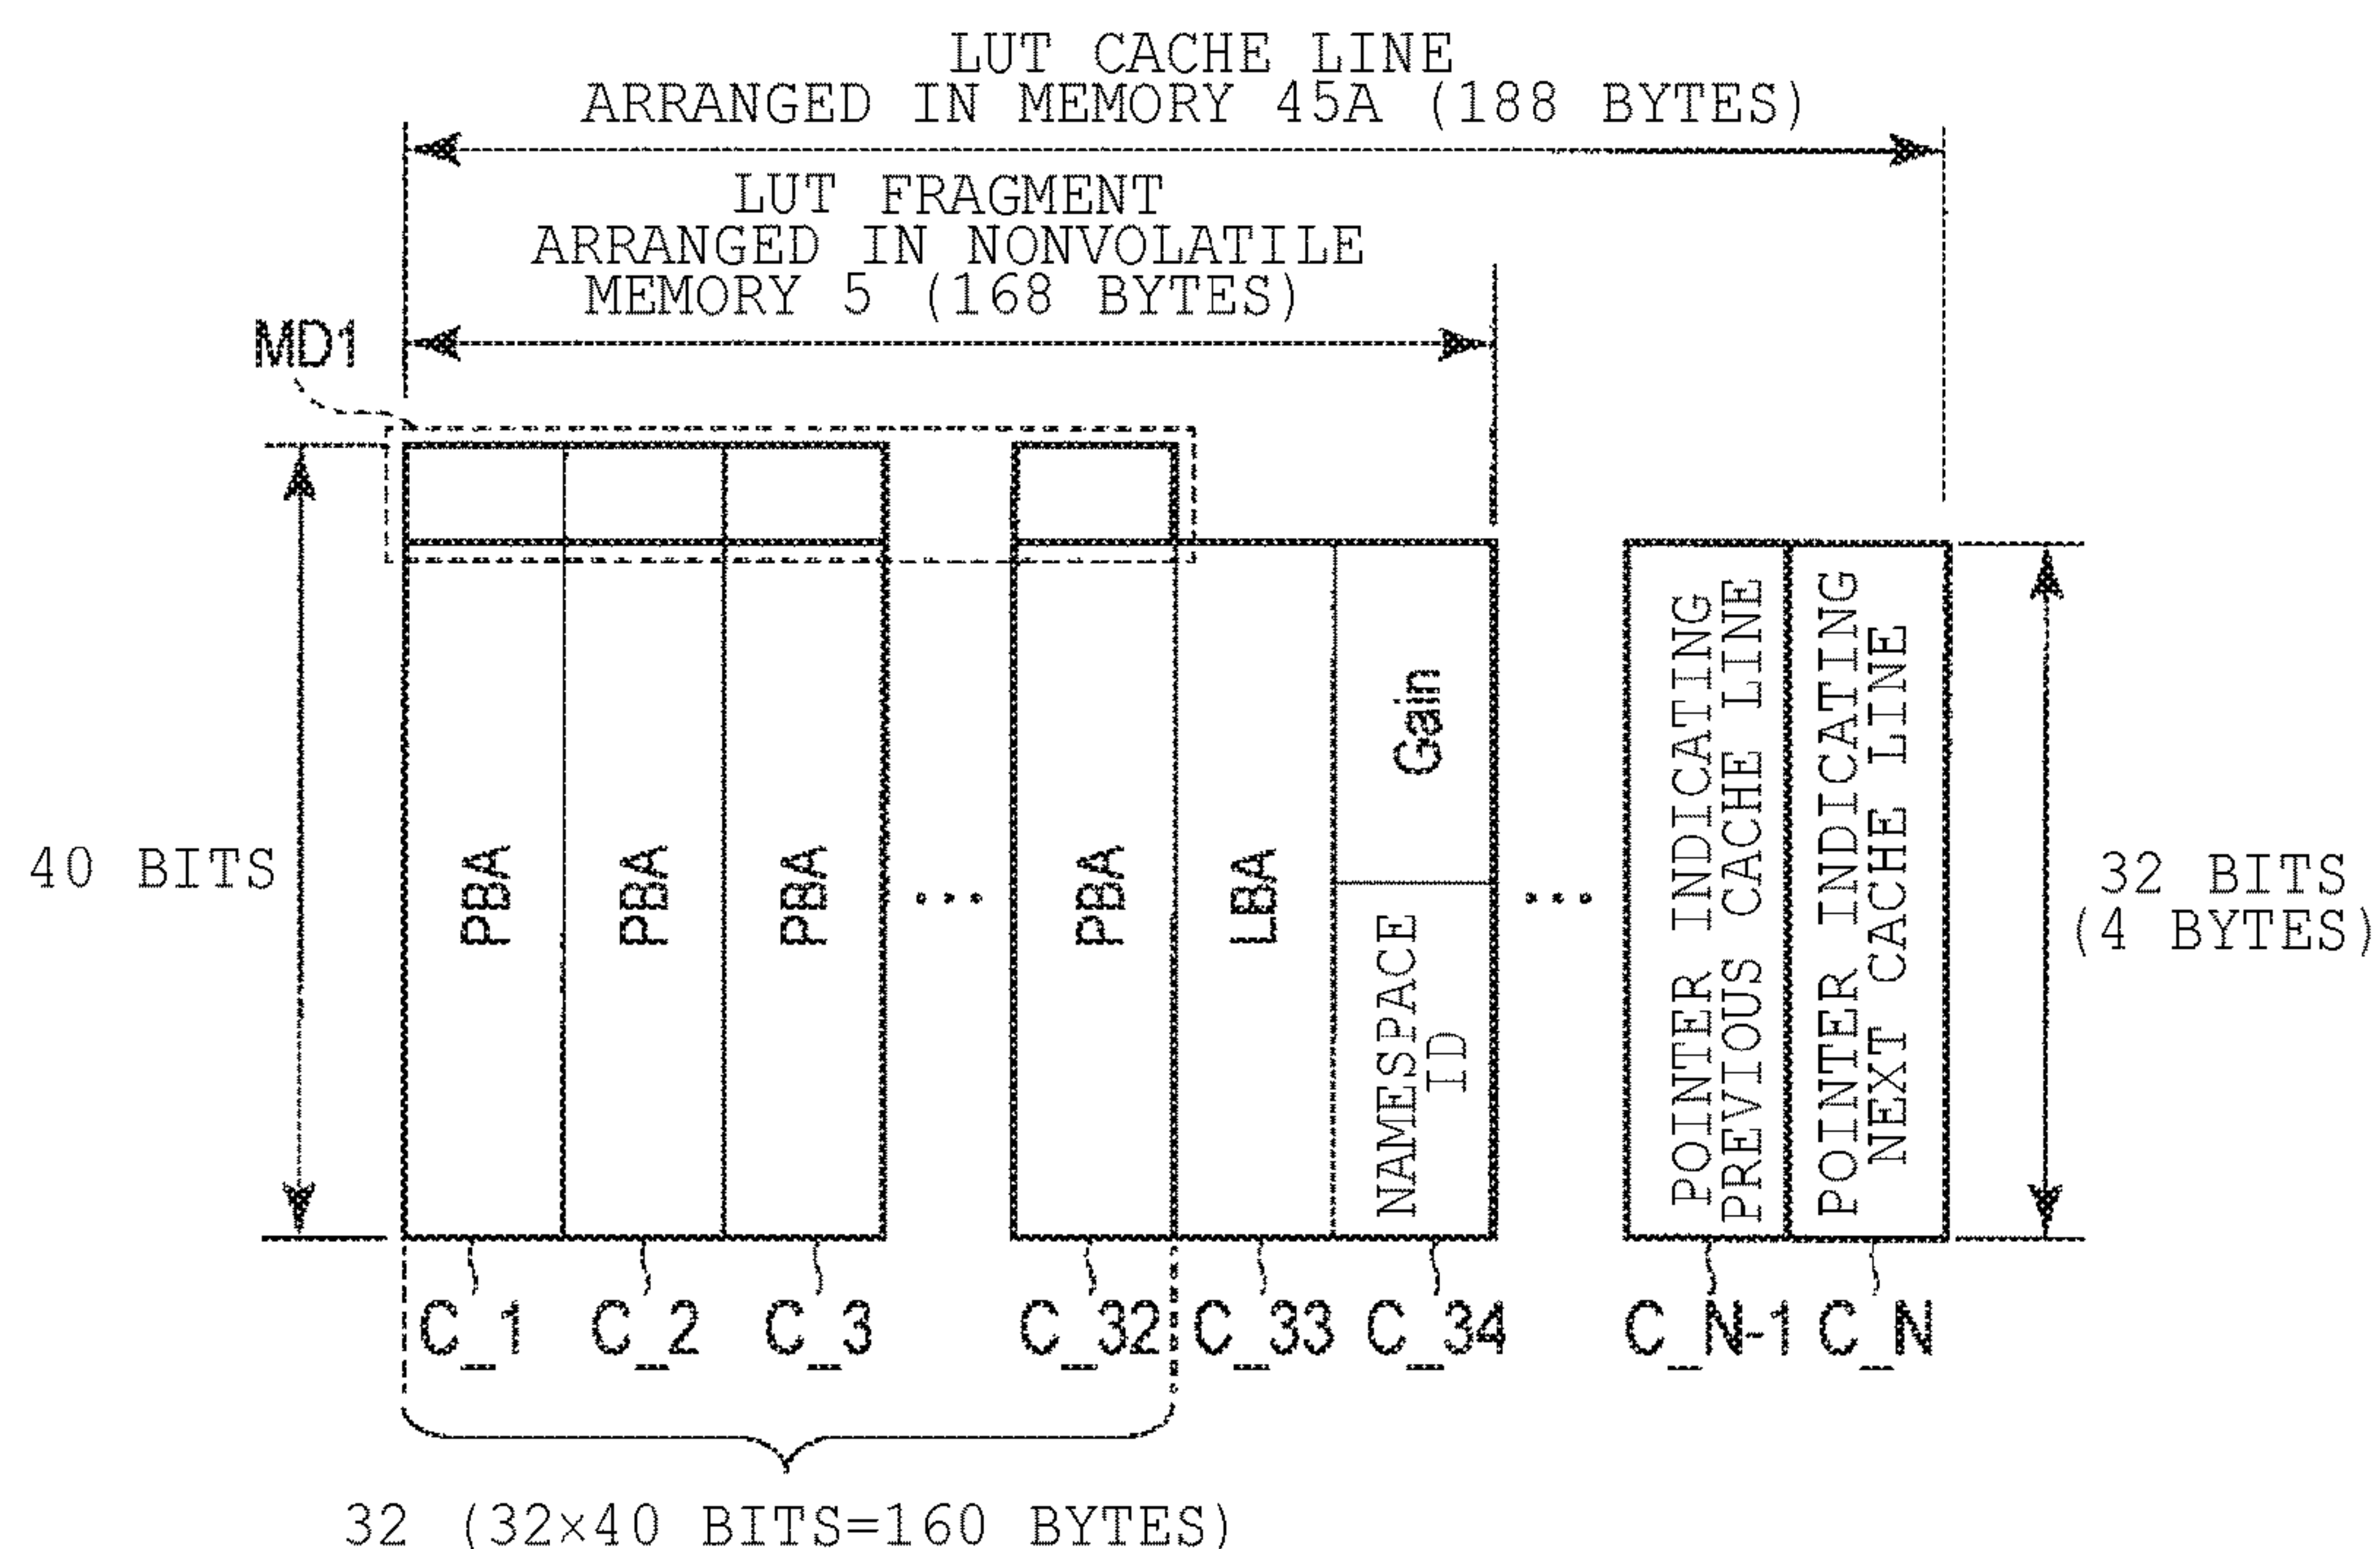 LUT CACHE LINE
ARRANGED IN MEMORY 45A (188 BYTES)
LUT FRAGMENT
ARRANGED IN NONVOLATILE
MEMORY 5 (168 BYTES)
MD1
40 BITS
PBA
PBA
PBA
...
PBA
LBA
Gain
NAMESPACE
ID
...
POINTER INDICATING
PREVIOUS CACHE LINE
POINTER INDICATING
NEXT CACHE LINE
32 BITS
(4 BYTES)
C_1
C_2
C_3
C_32
C_33
C_34
C_N-1
C_N
32 (32×40 BITS=160 BYTES)